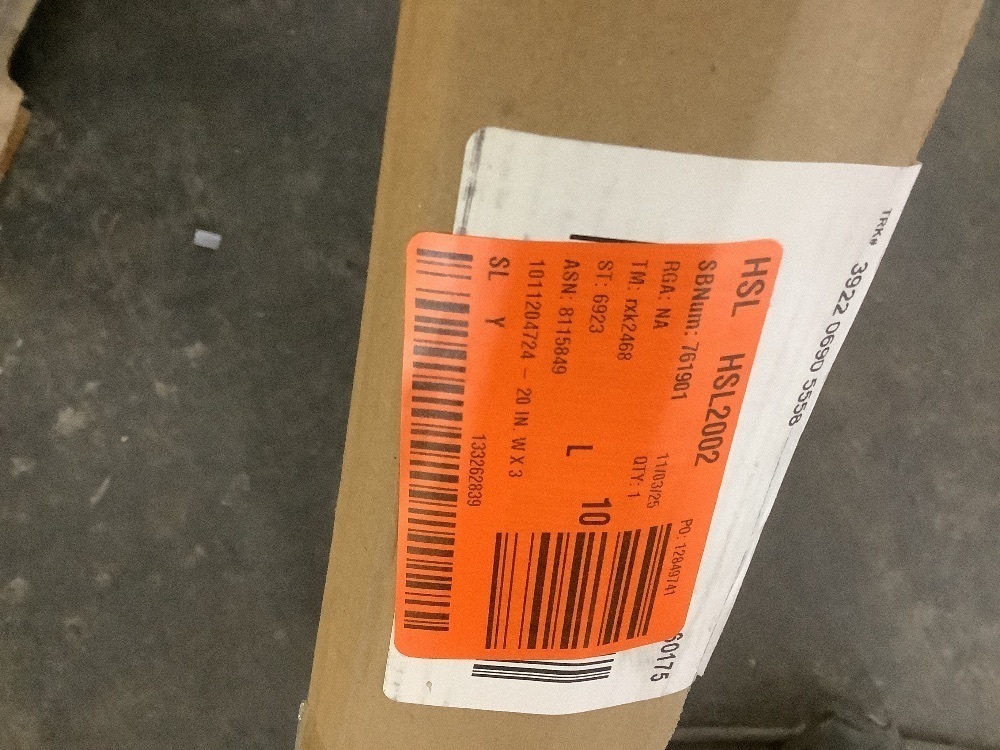 TRK# 3922 0690 5558
HSL HSL2002
SBNum: 761901
RGA: NA 11/03/25 PO: 12849741
TM: rxk2468 QTY: 1
ST: 6923
ASN: 8115849 L 10
1011204724 - 20 IN. W X 3
SL Y
133262839
60175